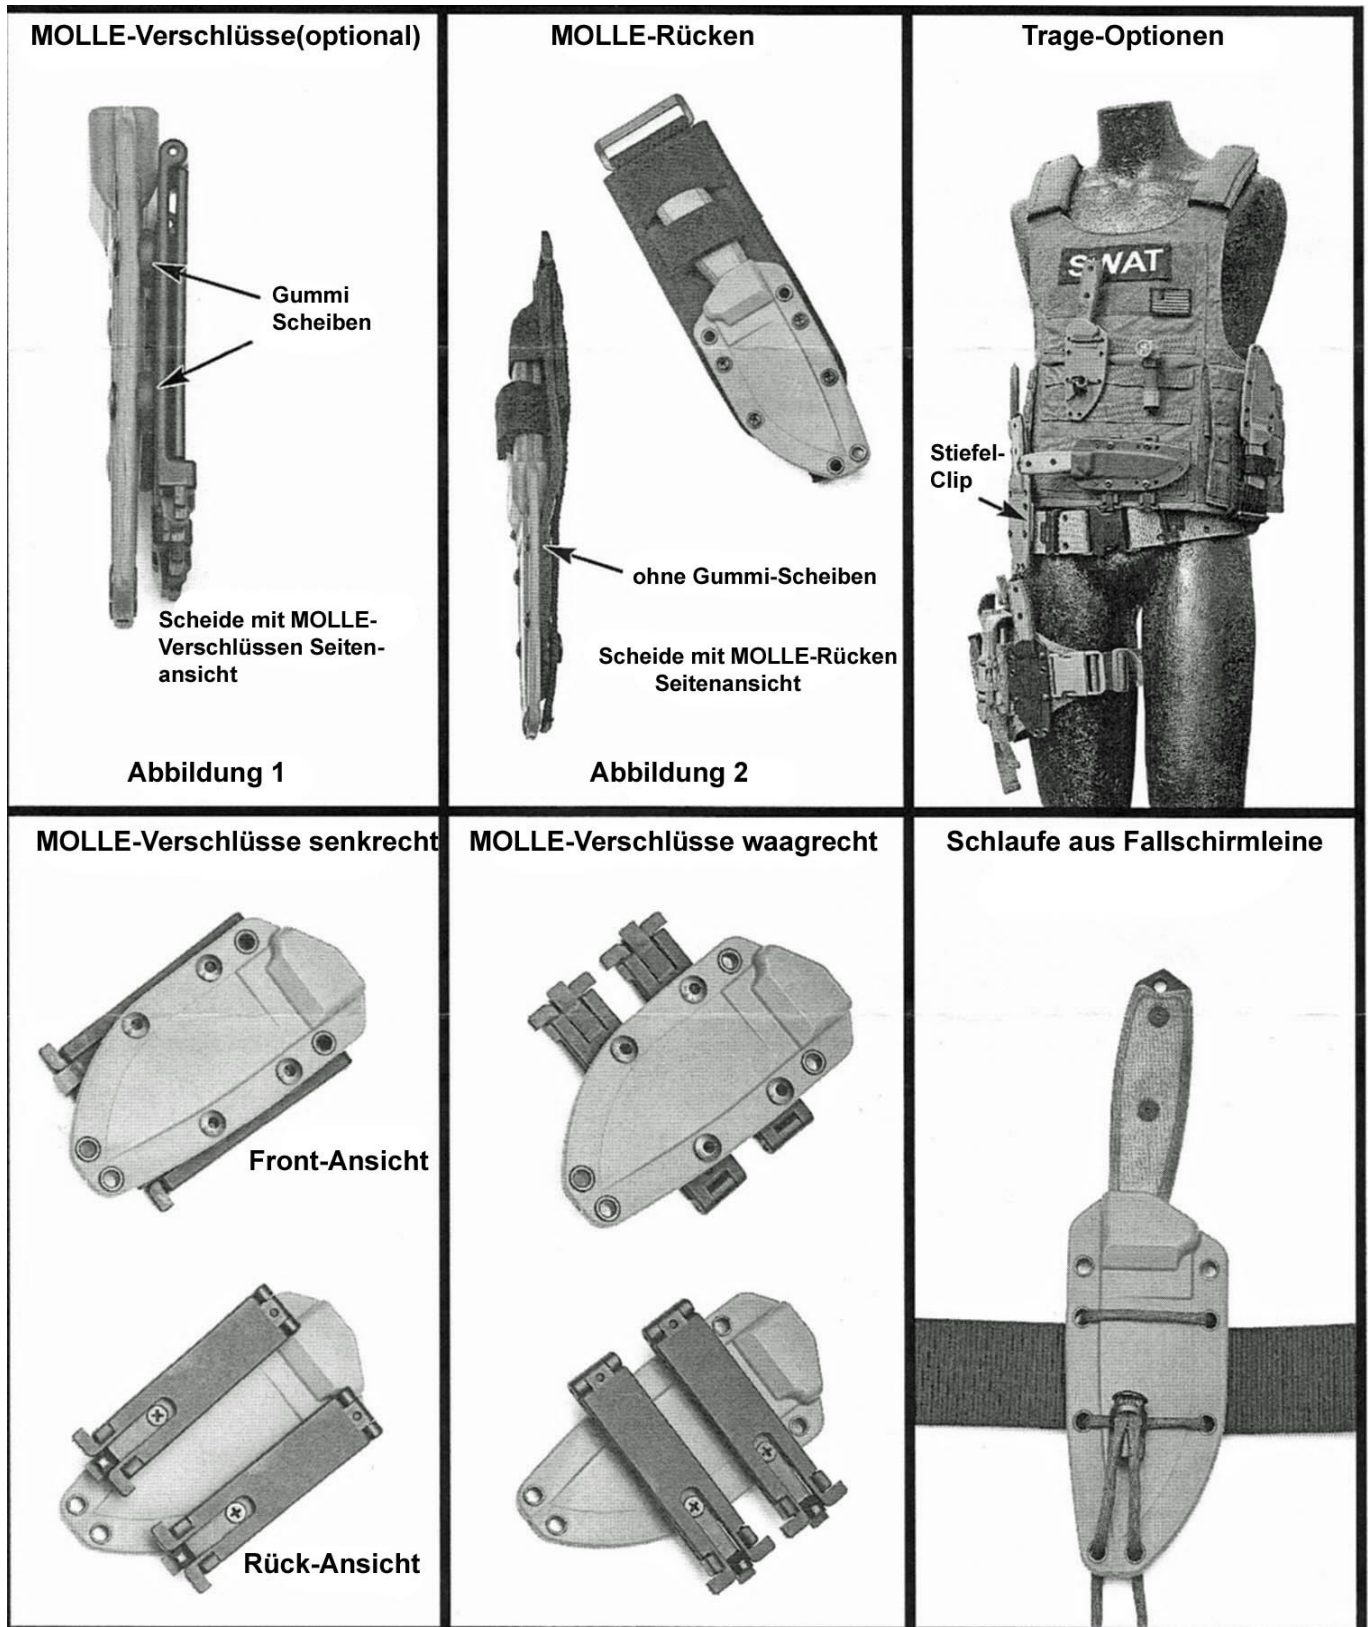 MOLLE-Verschlüsse(optional)
Gummi
Scheiben
Scheide mit MOLLE-
Verschlüssen Seiten-
ansicht
Abbildung 1
MOLLE-Rücken
ohne Gummi-Scheiben
Scheide mit MOLLE-Rücken
Seitenansicht
Abbildung 2
Trage-Optionen
SWAT
Stiefel-
Clip
MOLLE-Verschlüsse senkrecht
Front-Ansicht
Rück-Ansicht
MOLLE-Verschlüsse waagrecht
Schlaufe aus Fallschirmleine